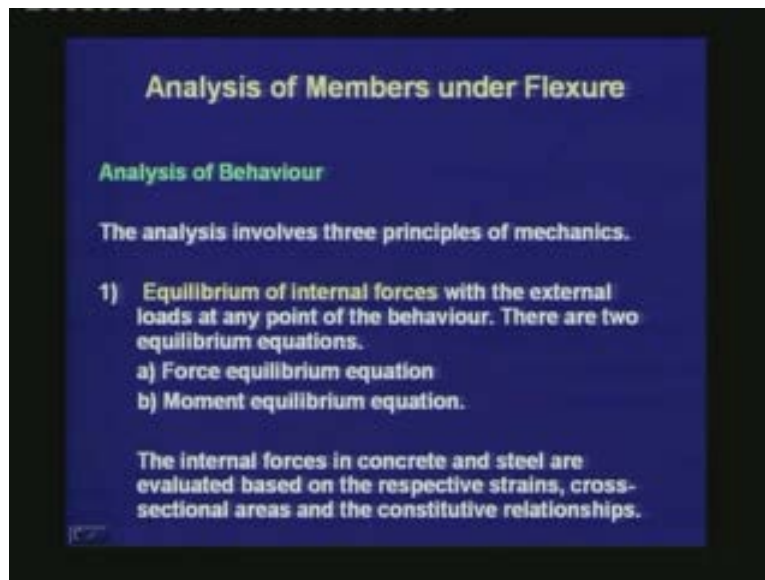 Analysis of Members under Flexure
Analysis of Behaviour
The analysis involves three principles of mechanics.
1) Equilibrium of internal forces with the external
loads at any point of the behaviour. There are two
equilibrium equations.
a) Force equilibrium equation
b) Moment equilibrium equation.
The internal forces in concrete and steel are
evaluated based on the respective strains, cross-
sectional areas and the constitutive relationships.